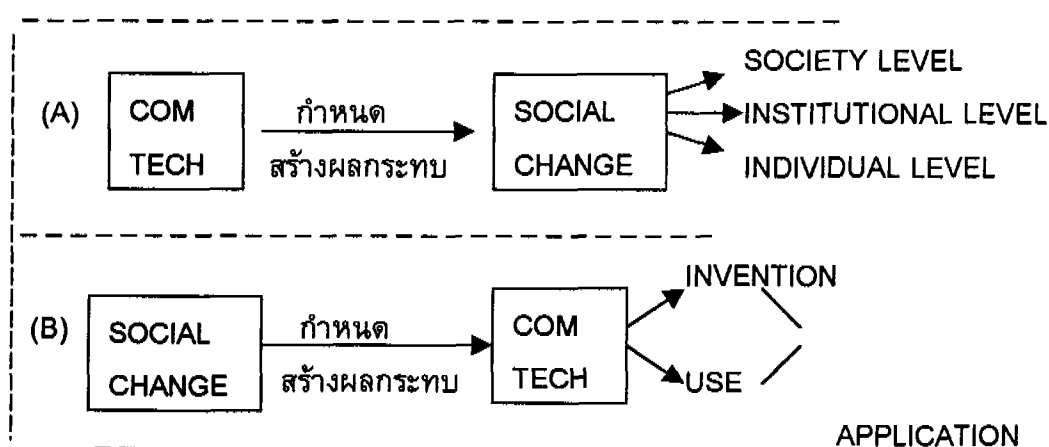 (A)
COM
TECH
กำหนด
สร้างผลกระทบ
SOCIAL
CHANGE
SOCIETY LEVEL
INSTITUTIONAL LEVEL
INDIVIDUAL LEVEL
(B)
SOCIAL
CHANGE
กำหนด
สร้างผลกระทบ
COM
TECH
INVENTION
USE
APPLICATION